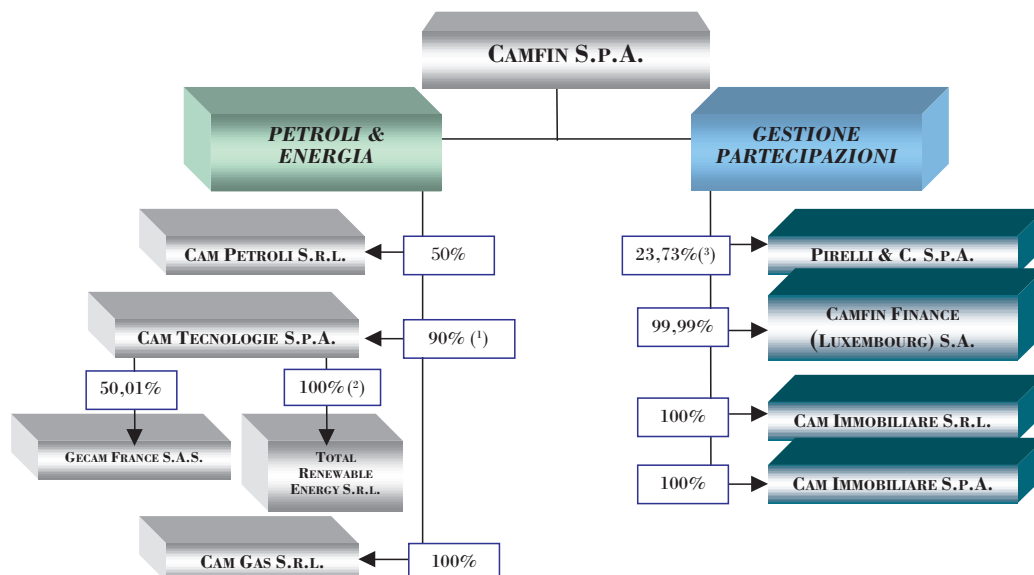 CAMFIN S.P.A.
PETROLI &
ENERGIA
GESTIONE
PARTECIPAZIONI
CAM PETROLI S.R.L.
50%
23,73%(³)
PIRELLI & C. S.P.A.
CAM TECNOLOGIE S.P.A.
90% (¹)
99,99%
CAMFIN FINANCE
(LUXEMBOURG) S.A.
50,01%
100% (²)
GECAM FRANCE S.A.S.
TOTAL
RENEWABLE
ENERGY S.R.L.
100%
CAM IMMOBILIARE S.R.L.
100%
CAM IMMOBILIARE S.P.A.
CAM GAS S.R.L.
100%